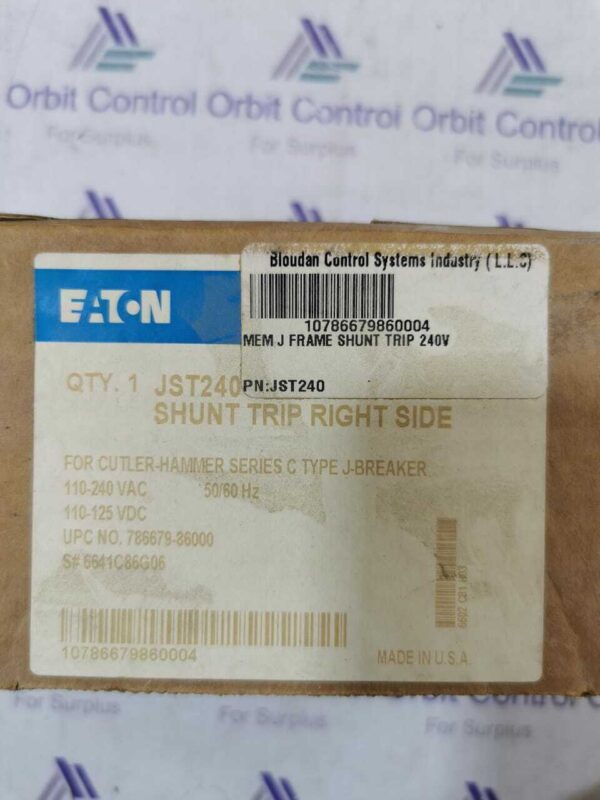 Orbit Control Orbit Control Orbit Control
For Surplus For Surplus For Surplus
Bloudan Control Systems Industry ( L.L.C)
10786679860004
MEM J FRAME SHUNT TRIP 240V
PN:JST240
EATON
QTY. 1 JST240
SHUNT TRIP RIGHT SIDE
FOR CUTLER-HAMMER SERIES C TYPE J-BREAKER
110-240 VAC 50/60 Hz
110-125 VDC
UPC NO. 786679-86000
S# 6641C86G06
10786679860004
MADE IN U.S.A.
For Surplus For Surplus